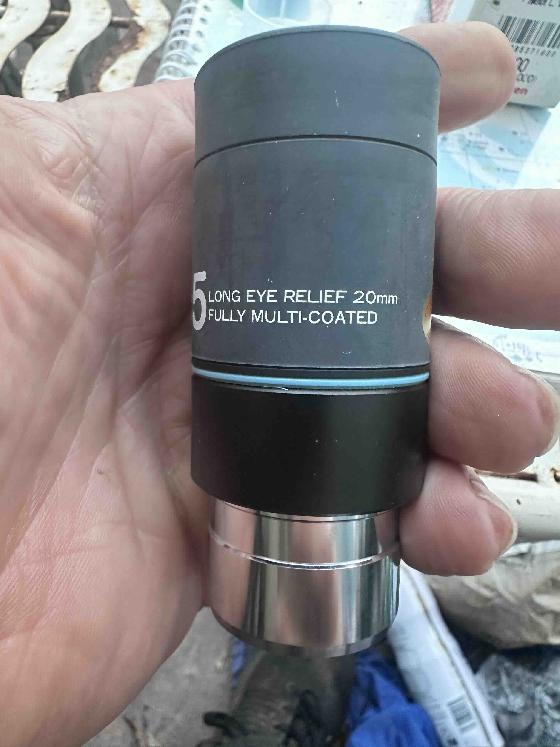 5
LONG EYE RELIEF 20mm
FULLY MULTI-COATED